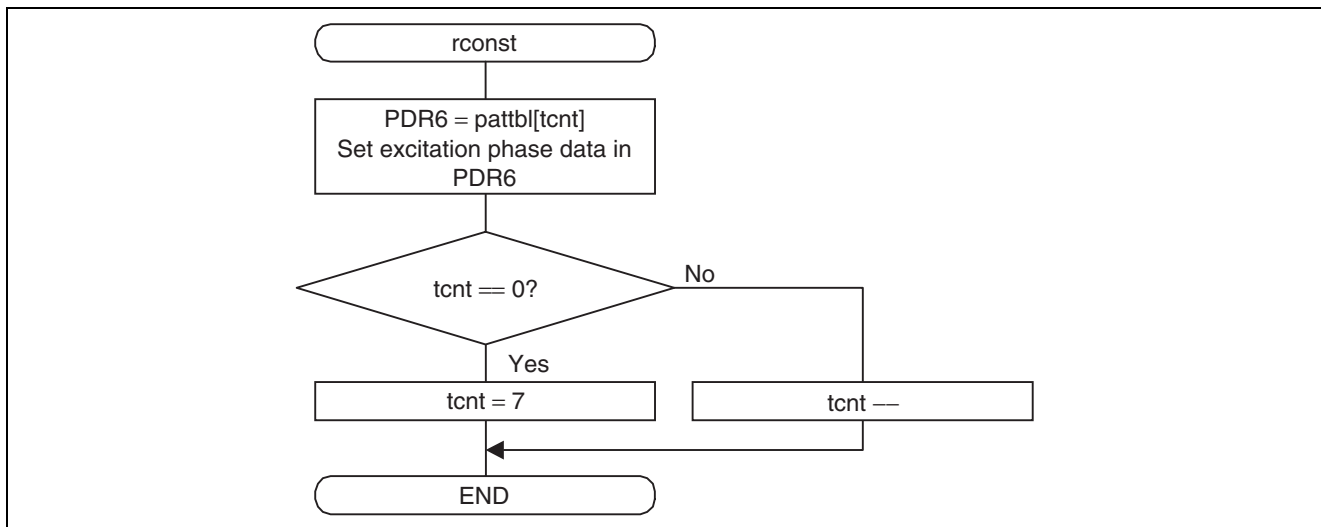 rconst
PDR6 = pattbl[tcnt]
Set excitation phase data in
PDR6
tcnt == 0?
No
Yes
tcnt = 7
tcnt −−
END